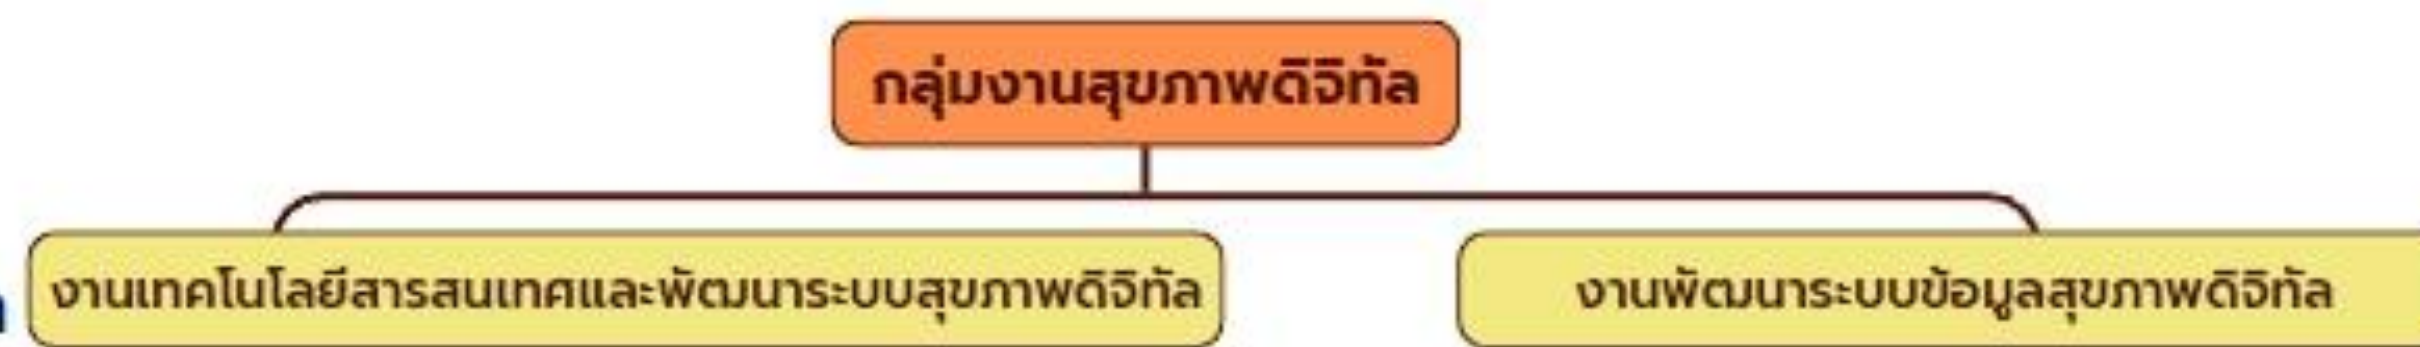 กลุ่มงานสุขภาพดิจิทัล
งานเทคโนโลยีสารสนเทศและพัฒนาระบบสุขภาพดิจิทัล
งานพัฒนาระบบข้อมูลสุขภาพดิจิทัล